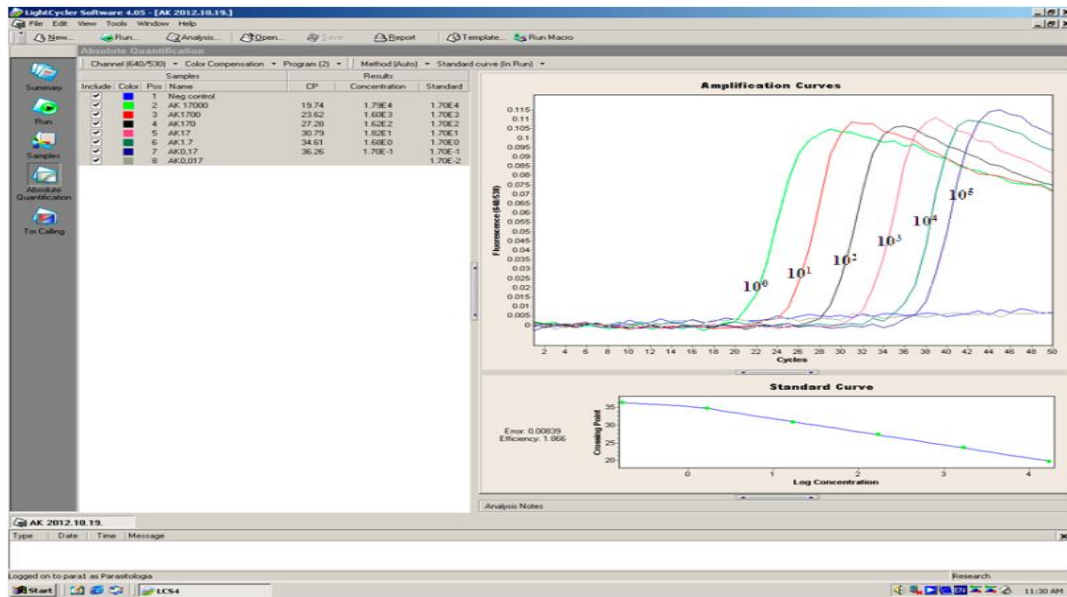 LightCycler Software 4.05 - [AK 2012.10.19.]
File Edit View Tools Window Help
New... Run... Analysis... Open... Save Report Template... Run Macro
Absolute Quantification
Channel (640/530) Color Compensation Program (2) Method (Auto) Standard curve (In Run)
Summary
Run
Samples
Absolute Quantification
Tm Calling
Samples Results
Include Color Pos Name CP Concentration Standard
1 Neg control
2 AK 17000 19.74 1.79E4 1.70E4
3 AK1700 23.62 1.60E3 1.70E3
4 AK170 27.28 1.62E2 1.70E2
5 AK17 30.79 1.82E1 1.70E1
6 AK1.7 34.61 1.68E0 1.70E0
7 AK0,17 36.26 1.70E-1 1.70E-1
8 AK0,017 1.70E-2
Amplification Curves
Fluorescence (640/530)
0.115
0.11
0.105
0.1
0.095
0.09
0.085
0.08
0.075
0.07
0.065
0.06
0.055
0.05
0.045
0.04
0.035
0.03
0.025
0.02
0.015
0.01
0.005
0
10⁰ 10¹ 10² 10³ 10⁴ 10⁵
2 4 6 8 10 12 14 16 18 20 22 24 26 28 30 32 34 36 38 40 42 44 46 48 50
Cycles
Standard Curve
Error: 0.00839
Efficiency: 1.866
Crossing Point
35
30
25
20
0 1 2 3 4
Log Concentration
Analysis Notes
AK 2012.10.19.
Type Date Time Message
Logged on to para1 as Parasitologia Research
Start LCS4 EN 11:30 AM